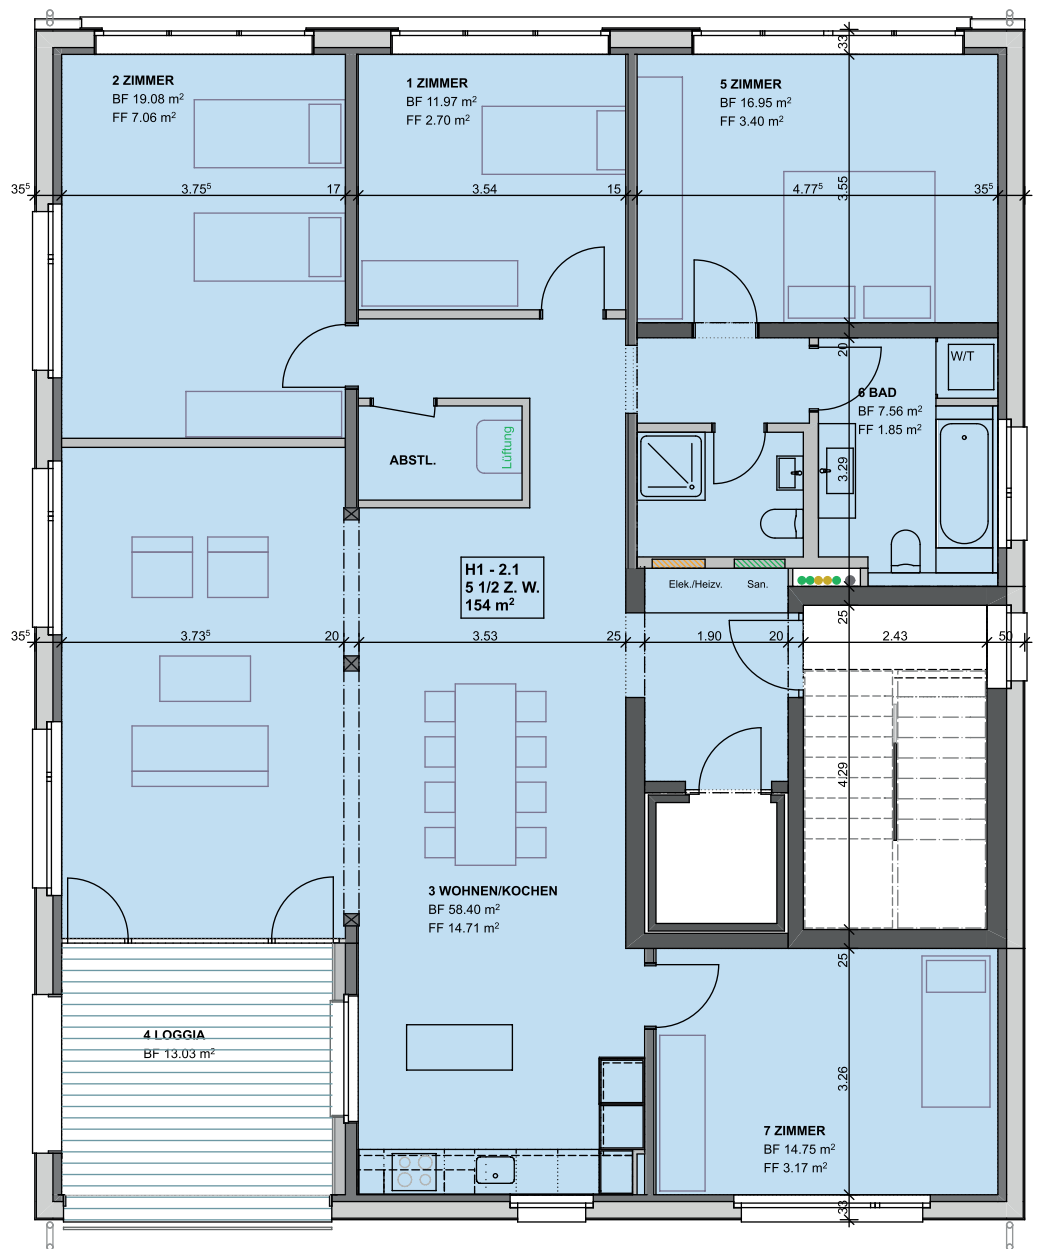 33
2 ZIMMER
BF 19.08 m²
FF 7.06 m²
1 ZIMMER
BF 11.97 m²
FF 2.70 m²
5 ZIMMER
BF 16.95 m²
FF 3.40 m²
35⁵
3.75⁵
17
3.54
15
4.77⁵
35⁵
3.55
20
W/T
6 BAD
BF 7.56 m²
FF 1.85 m²
ABSTL.
Lüftung
3.29
H1 - 2.1
5 1/2 Z. W.
154 m²
Elek./Heizv.
San.
25
35⁵
3.73⁵
20
3.53
25
1.90
20
2.43
50
4.29
3 WOHNEN/KOCHEN
BF 58.40 m²
FF 14.71 m²
25
4 LOGGIA
BF 13.03 m²
3.26
7 ZIMMER
BF 14.75 m²
FF 3.17 m²
33